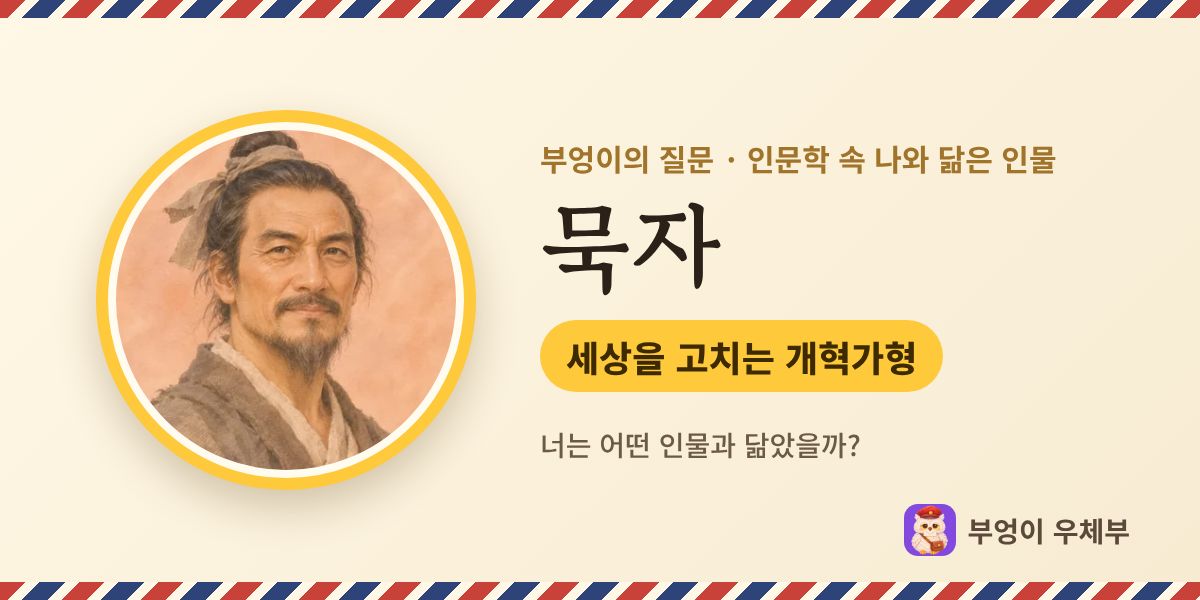 부엉이의 질문 · 인문학 속 나와 닮은 인물
묵자
세상을 고치는 개혁가형
너는 어떤 인물과 닮았을까?
부엉이 우체부